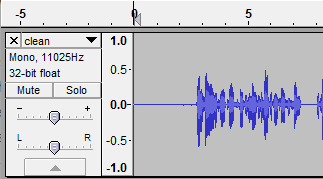 -5 0 5
X clean
Mono, 11025Hz
32-bit float
Mute Solo
- +
L R
1.0
0.5
0.0
-0.5
-1.0